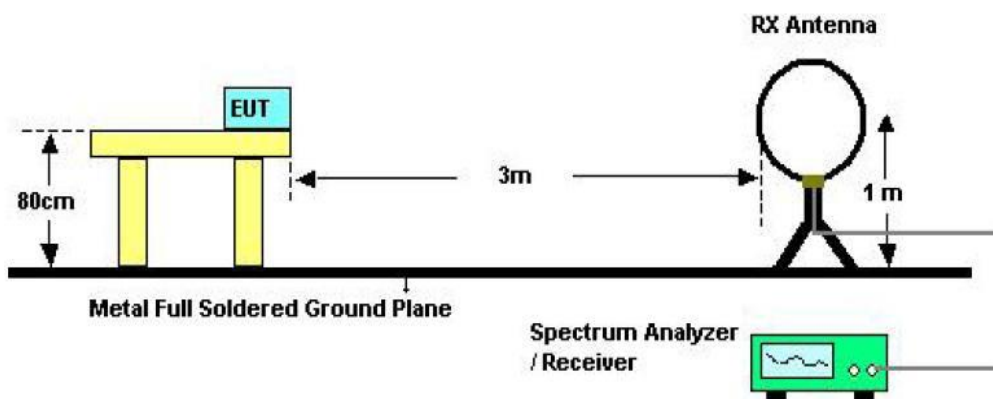 RX Antenna
EUT
3m
80cm
1 m
Metal Full Soldered Ground Plane
Spectrum Analyzer
/ Receiver